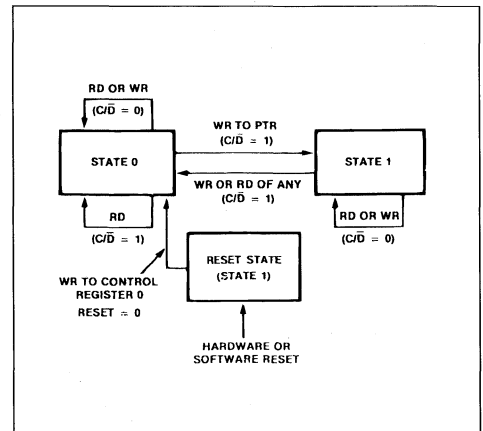 RD OR WR
(C/D̅ = 0)
WR TO PTR
(C/D̅ = 1)
STATE 0
STATE 1
WR OR RD OF ANY
(C/D̅ = 1)
RD
(C/D̅ = 1)
RD OR WR
(C/D̅ = 0)
RESET STATE
(STATE 1)
WR TO CONTROL
REGISTER 0
RESET = 0
HARDWARE OR
SOFTWARE RESET